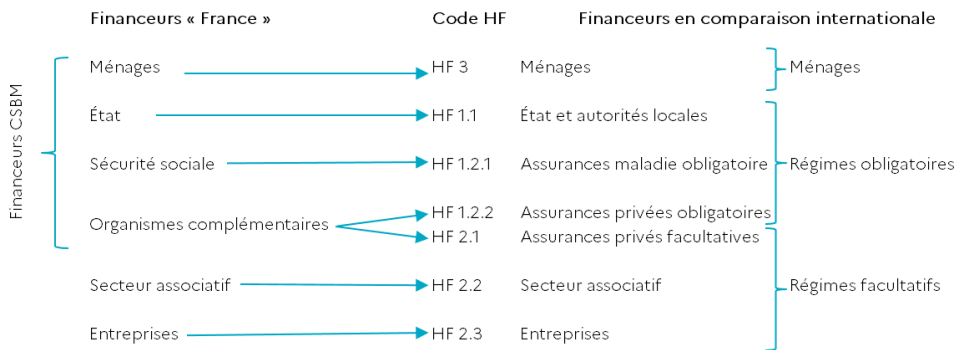 Financeurs « France » Code HF Financeurs en comparaison internationale
Financeurs CSBM
Ménages HF 3 Ménages Ménages
État HF 1.1 État et autorités locales
Sécurité sociale HF 1.2.1 Assurances maladie obligatoire Régimes obligatoires
Organismes complémentaires HF 1.2.2 Assurances privées obligatoires
HF 2.1 Assurances privés facultatives
Secteur associatif HF 2.2 Secteur associatif Régimes facultatifs
Entreprises HF 2.3 Entreprises